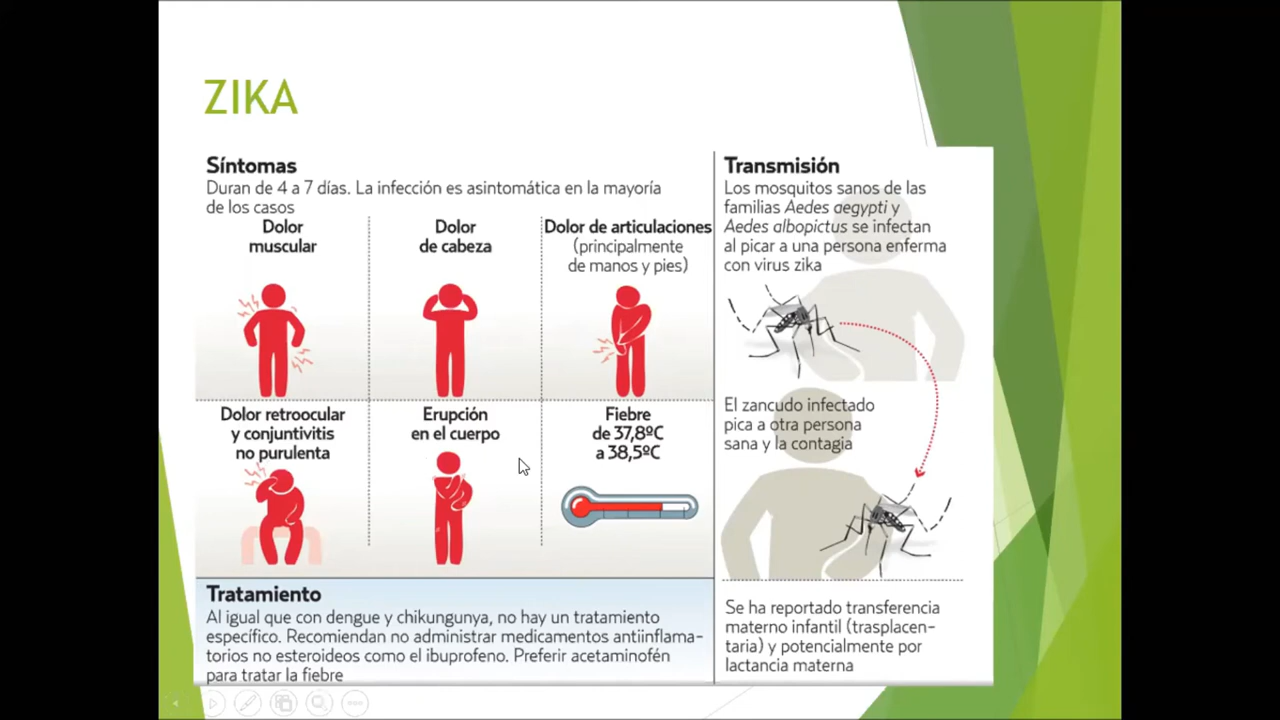 ZIKA
Síntomas
Duran de 4 a 7 días. La infección es asintomática en la mayoría
de los casos
Dolor
muscular
Dolor
de cabeza
Dolor de articulaciones
(principalmente
de manos y pies)
Dolor retroocular
y conjuntivitis
no purulenta
Erupción
en el cuerpo
Fiebre
de 37,8ºC
a 38,5ºC
Tratamiento
Al igual que con dengue y chikungunya, no hay un tratamiento
específico. Recomiendan no administrar medicamentos antiinflama-
torios no esteroideos como el ibuprofeno. Preferir acetaminofén
para tratar la fiebre
Transmisión
Los mosquitos sanos de las
familias Aedes aegypti y
Aedes albopictus se infectan
al picar a una persona enferma
con virus zika
El zancudo infectado
pica a otra persona
sana y la contagia
Se ha reportado transferencia
materno infantil (trasplacen-
taria) y potencialmente por
lactancia materna